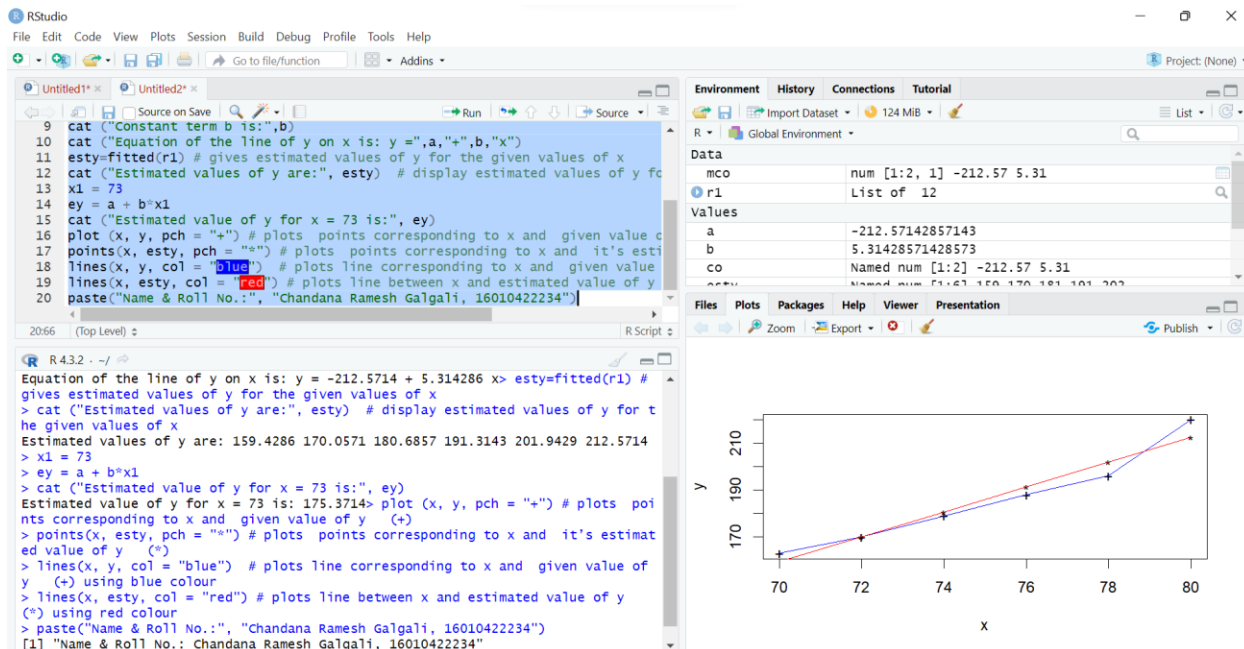 RStudio
File Edit Code View Plots Session Build Debug Profile Tools Help
Go to file/function
Addins
Project: (None)
Untitled1*
Untitled2*
Source on Save
Run
Source
9 cat ("Constant term b is:",b)
10 cat ("Equation of the line of y on x is: y =",a,"+",b,"x")
11 esty=fitted(r1) # gives estimated values of y for the given values of x
12 cat ("Estimated values of y are:", esty)  # display estimated values of y fo
13 x1 = 73
14 ey = a + b*x1
15 cat ("Estimated value of y for x = 73 is:", ey)
16 plot (x, y, pch = "+") # plots  points corresponding to x and  given value o
17 points(x, esty, pch = "*") # plots  points corresponding to x and  it's esti
18 lines(x, y, col = "blue")  # plots line corresponding to x and  given value
19 lines(x, esty, col = "red") # plots line between x and estimated value of y
20 paste("Name & Roll No.:", "Chandana Ramesh Galgali, 16010422234")
20:66 (Top Level) R Script
R 4.3.2 · ~/
Equation of the line of y on x is: y = -212.5714 + 5.314286 x> esty=fitted(r1) #
gives estimated values of y for the given values of x
> cat ("Estimated values of y are:", esty)  # display estimated values of y for t
he given values of x
Estimated values of y are: 159.4286 170.0571 180.6857 191.3143 201.9429 212.5714
> x1 = 73
> ey = a + b*x1
> cat ("Estimated value of y for x = 73 is:", ey)
Estimated value of y for x = 73 is: 175.3714> plot (x, y, pch = "+") # plots  poi
nts corresponding to x and  given value of y   (+)
> points(x, esty, pch = "*") # plots  points corresponding to x and  it's estimat
ed value of y   (*)
> lines(x, y, col = "blue")  # plots line corresponding to x and  given value of
y   (+) using blue colour
> lines(x, esty, col = "red") # plots line between x and estimated value of y
(*) using red colour
> paste("Name & Roll No.:", "Chandana Ramesh Galgali, 16010422234")
[1] "Name & Roll No.: Chandana Ramesh Galgali, 16010422234"
Environment History Connections Tutorial
Import Dataset 124 MiB List
R Global Environment
Data
mco num [1:2, 1] -212.57 5.31
r1 List of 12
Values
a -212.57142857143
b 5.31428571428573
co Named num [1:2] -212.57 5.31
esty Named num [1:6] 159 170 181 191 202
Files Plots Packages Help Viewer Presentation
Zoom Export Publish
y
210
190
170
70 72 74 76 78 80
x